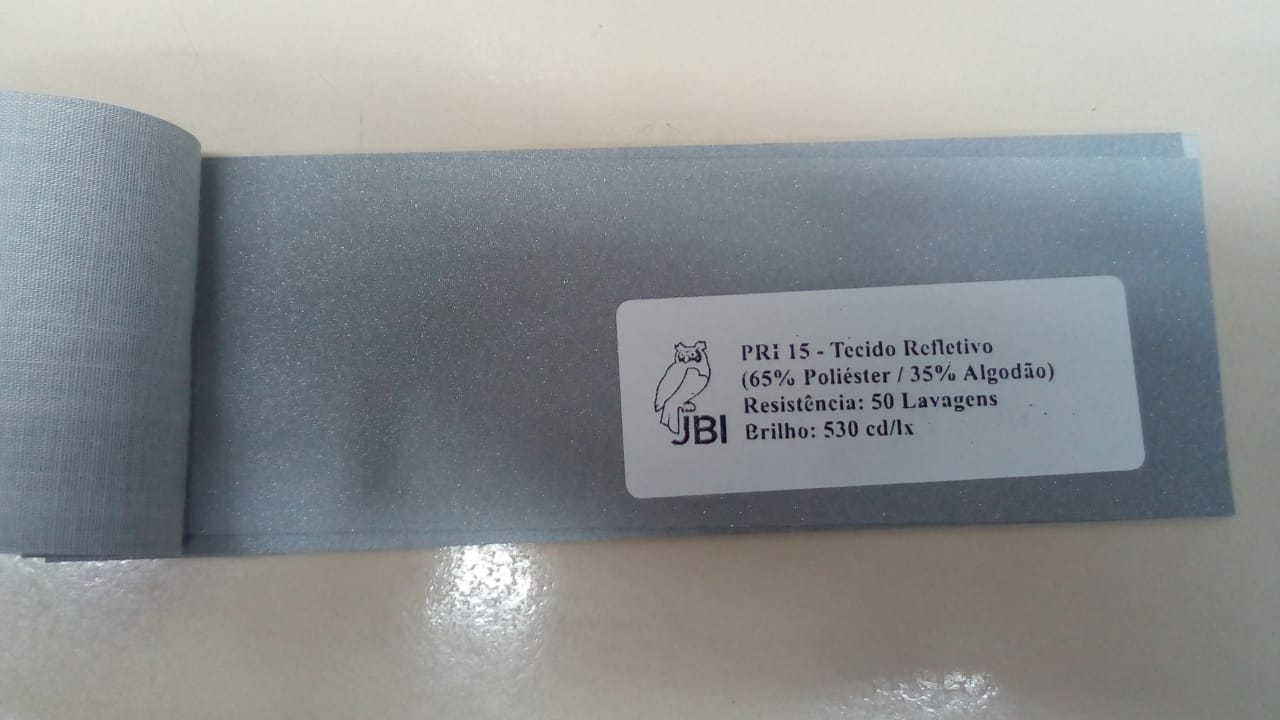 PRI 15 - Tecido Refletivo
(65% Poliéster / 35% Algodão)
Resistência: 50 Lavagens
Brilho: 530 cd/lx
JBI